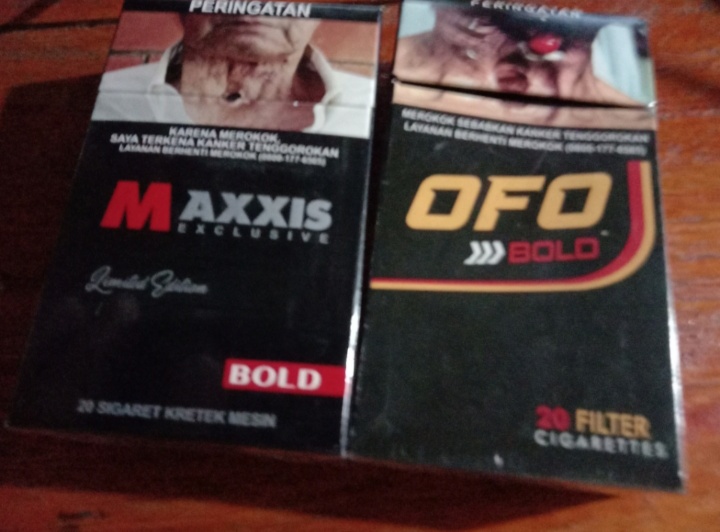 PERINGATAN
KARENA MEROKOK,
SAYA TERKENA KANKER TENGGOROKAN
LAYANAN BERHENTI MEROKOK (0800-177-6565)
MAXXIS
EXCLUSIVE
Limited Edition
BOLD
20 SIGARET KRETEK MESIN
PERINGATAN
MEROKOK SEBABKAN KANKER TENGGOROKAN
LAYANAN BERHENTI MEROKOK (0800-177-6565)
OFO
BOLD
20 FILTER
CIGARETTES